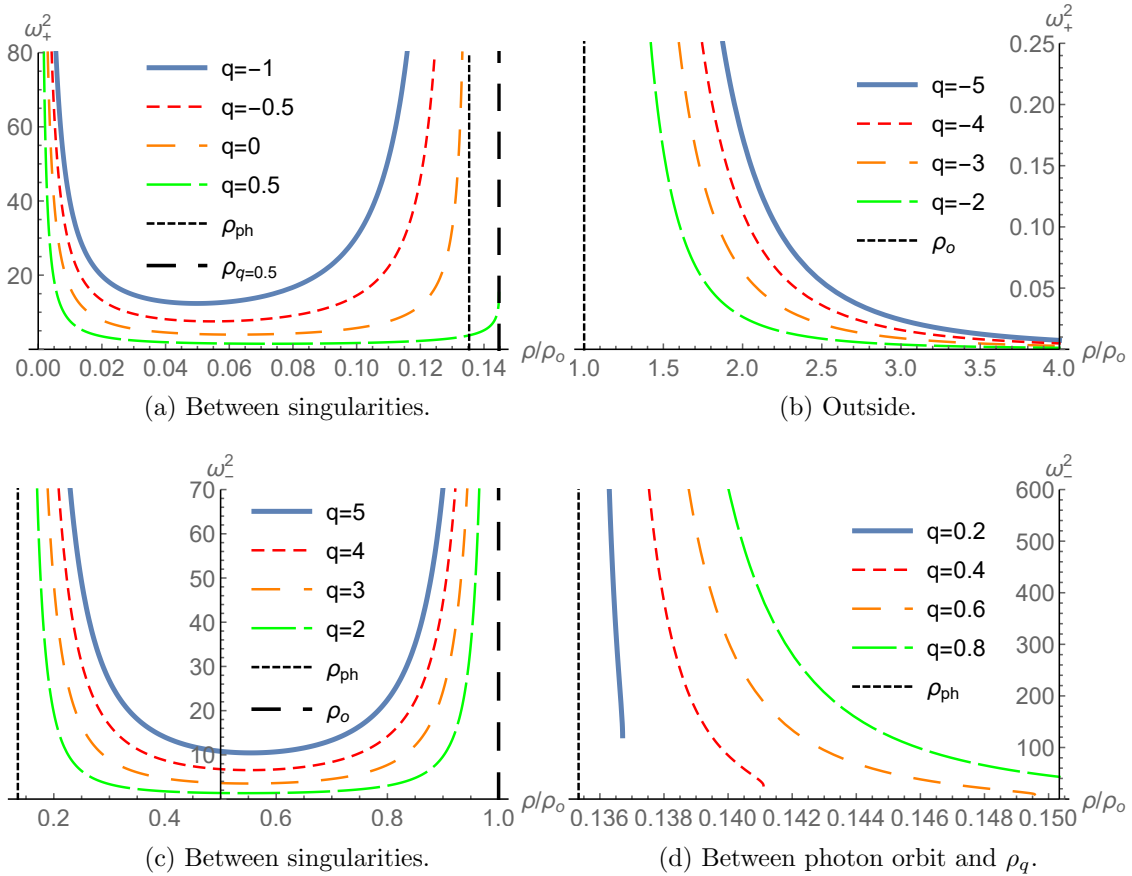 ω₊²
80
60
40
20
q=−1
q=−0.5
q=0
q=0.5
ρph
ρq=0.5
0.00 0.02 0.04 0.06 0.08 0.10 0.12 0.14 ρ/ρo
(a) Between singularities.
ω₊²
0.25
0.20
0.15
0.10
0.05
q=−5
q=−4
q=−3
q=−2
ρo
1.0 1.5 2.0 2.5 3.0 3.5 4.0 ρ/ρo
(b) Outside.
ω₋²
70
60
50
40
30
20
10
q=5
q=4
q=3
q=2
ρph
ρo
0.2 0.4 0.6 0.8 1.0 ρ/ρo
(c) Between singularities.
ω₋²
600
500
400
300
200
100
q=0.2
q=0.4
q=0.6
q=0.8
ρph
0.136 0.138 0.140 0.142 0.144 0.146 0.148 0.150 ρ/ρo
(d) Between photon orbit and ρq.